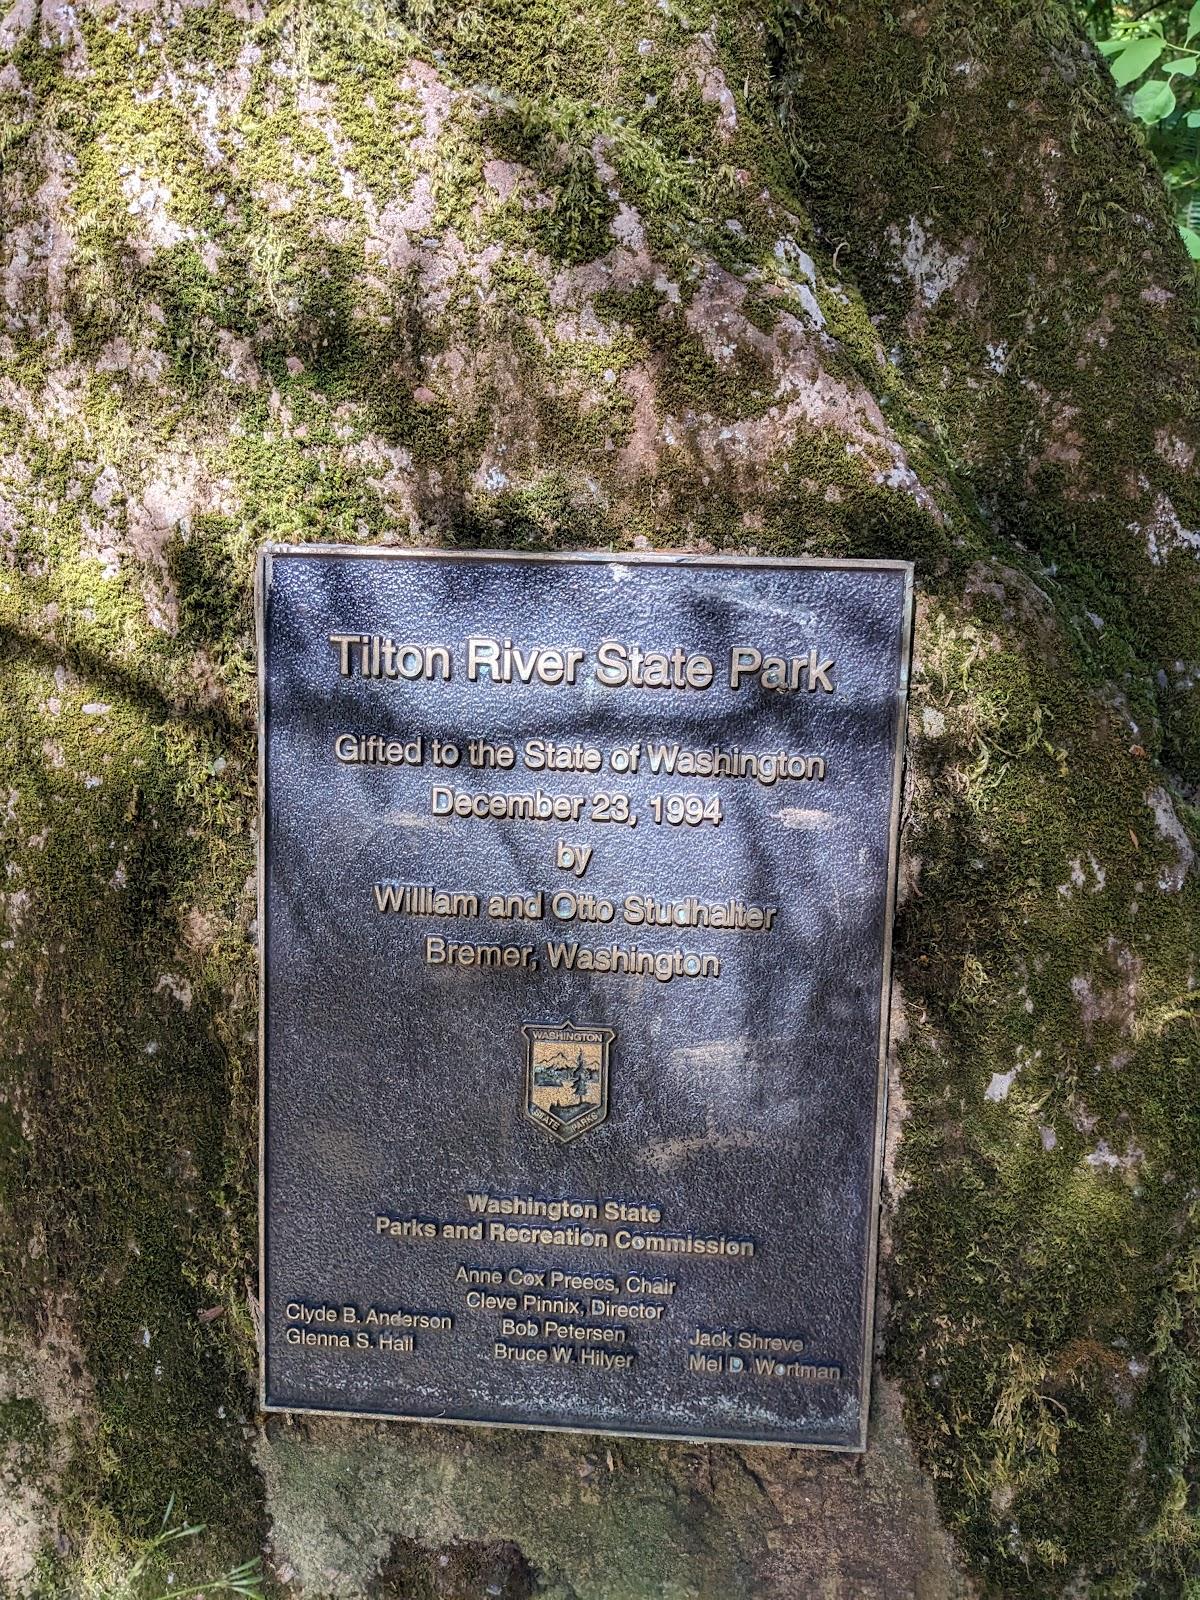 Tilton River State Park
Gifted to the State of Washington
December 23, 1994
by
William and Otto Studhalter
Bremer, Washington
WASHINGTON
STATE PARKS
Washington State
Parks and Recreation Commission
Anne Cox Preecs, Chair
Cleve Pinnix, Director
Clyde B. Anderson Bob Petersen Jack Shreve
Glenna S. Hall Bruce W. Hilyer Mel D. Wortman